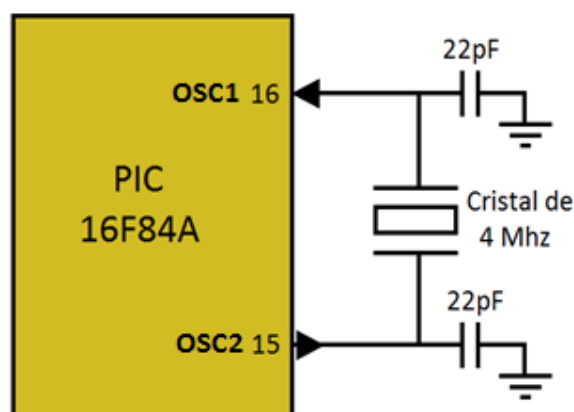 22pF
OSC1 16
PIC
16F84A
Cristal de
4 Mhz
22pF
OSC2 15